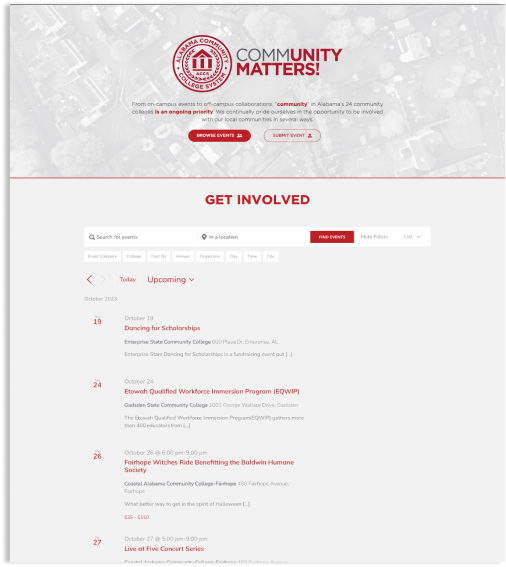 ALABAMA COMMUNITY
ACCS
COLLEGE SYSTEM
COMMUNITY
MATTERS!
From on-campus events to off-campus collaborations, "community" in Alabama's 24 community
colleges is an ongoing priority. We continually pride ourselves in the opportunity to be involved
with our local communities in several ways.
BROWSE EVENTS
SUBMIT EVENT
GET INVOLVED
Search for events
In a location
FIND EVENTS
Hide Filters
List
Event Category
College
Cost ($)
Venues
Organizers
Day
Time
City
Today
Upcoming
October 2023
19
October 19
Dancing for Scholarships
Enterprise State Community College 600 Plaza Dr, Enterprise, AL
Enterprise State Dancing for Scholarships is a fundraising event put [...]
24
October 24
Etowah Qualified Workforce Immersion Program (EQWIP)
Gadsden State Community College 1001 George Wallace Drive, Gadsden
The Etowah Qualified Workforce Immersion Program(EQWIP) gathers more
than 400 educators from [...]
26
October 26 @ 6:00 pm-9:00 pm
Fairhope Witches Ride Benefitting the Baldwin Humane
Society
Coastal Alabama Community College-Fairhope 450 Fairhope Avenue,
Fairhope
What better way to get in the spirit of Halloween [...]
$35 - $150
27
October 27 @ 5:00 pm-9:00 pm
Live at Five Concert Series
Coastal Alabama Community College-Fairhope